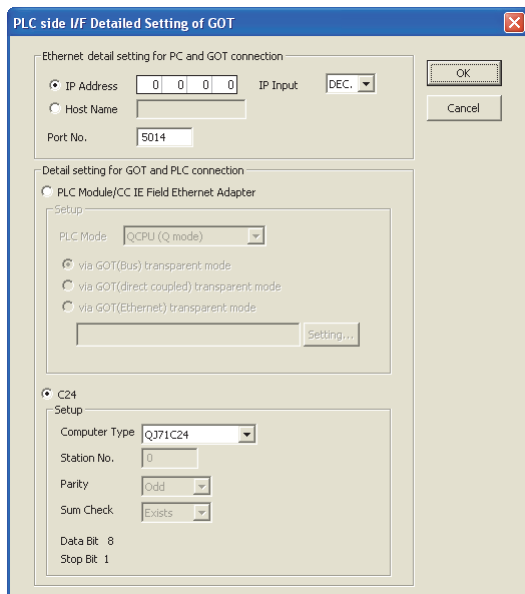 PLC side I/F Detailed Setting of GOT
Ethernet detail setting for PC and GOT connection
IP Address 0 0 0 0 IP Input DEC.
Host Name
Port No. 5014
OK
Cancel
Detail setting for GOT and PLC connection
PLC Module/CC IE Field Ethernet Adapter
Setup
PLC Mode QCPU (Q mode)
via GOT(Bus) transparent mode
via GOT(direct coupled) transparent mode
via GOT(Ethernet) transparent mode
Setting...
C24
Setup
Computer Type QJ71C24
Station No. 0
Parity Odd
Sum Check Exists
Data Bit 8
Stop Bit 1